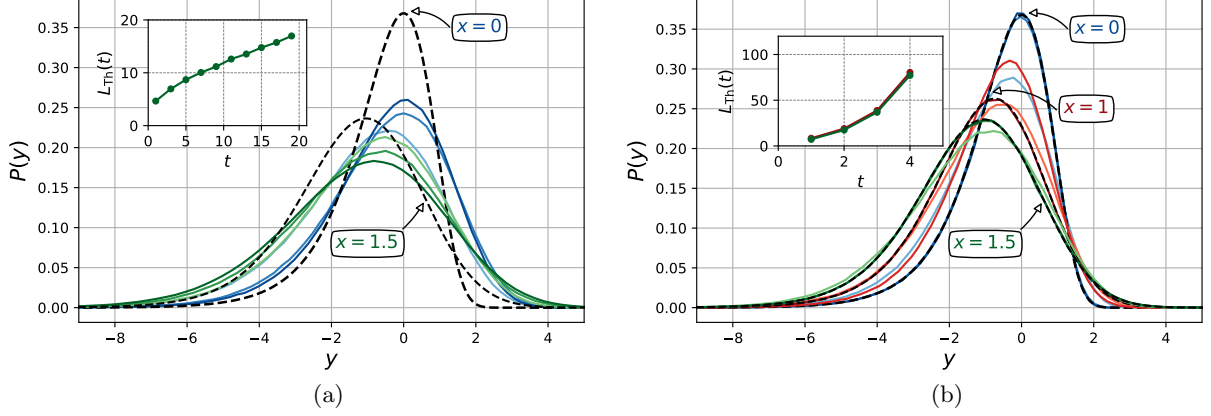 0.35
0.30
0.25
0.20
0.15
0.10
0.05
0.00
P(y)
−8 −6 −4 −2 0 2 4
y
20
10
0
L_Th(t)
0 5 10 15 20
t
x = 0
x = 1.5
(a)
0.35
0.30
0.25
0.20
0.15
0.10
0.05
0.00
P(y)
−8 −6 −4 −2 0 2 4
y
100
50
0
L_Th(t)
0 2 4
t
x = 0
x = 1
x = 1.5
(b)